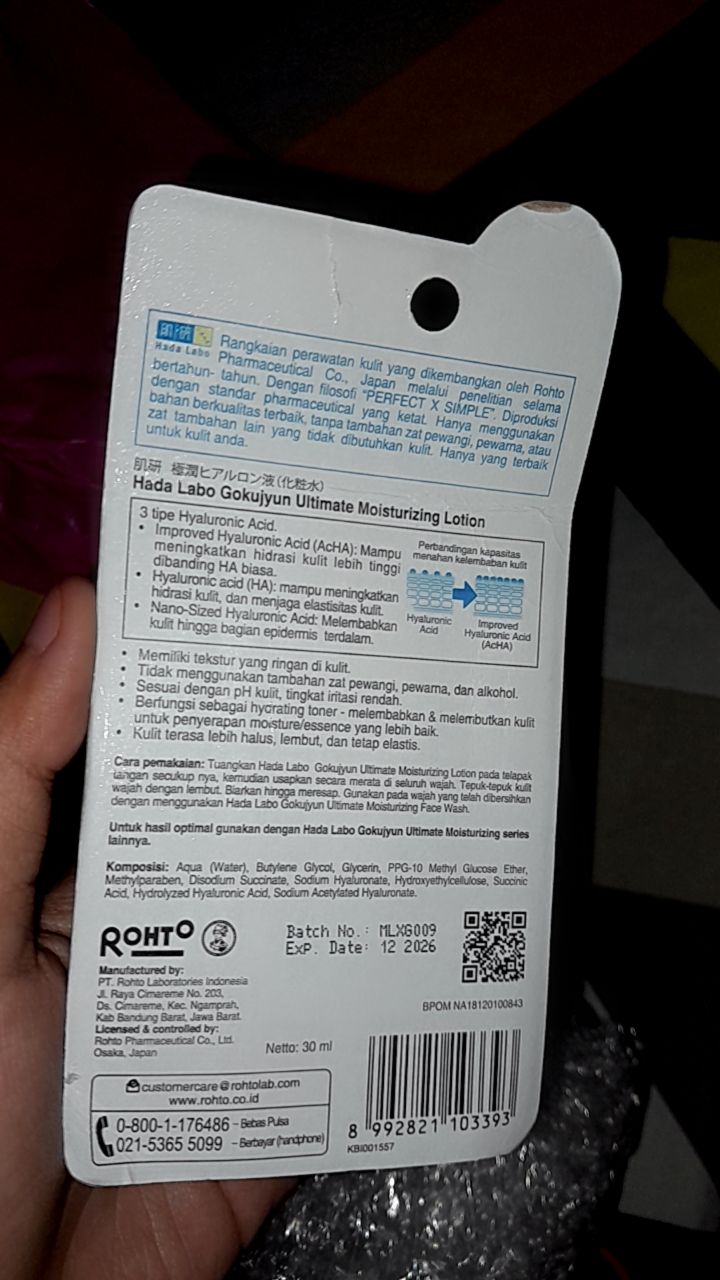 肌研
Hada Labo
Rangkaian perawatan kulit yang dikembangkan oleh Rohto
Pharmaceutical Co., Japan melalui penelitian selama
bertahun- tahun. Dengan filosofi "PERFECT X SIMPLE". Diproduksi
dengan standar pharmaceutical yang ketat. Hanya menggunakan
bahan berkualitas terbaik, tanpa tambahan zat pewangi, pewarna, atau
zat tambahan lain yang tidak dibutuhkan kulit. Hanya yang terbaik
untuk kulit anda.
肌研 極潤ヒアルロン液(化粧水)
Hada Labo Gokujyun Ultimate Moisturizing Lotion
3 tipe Hyaluronic Acid.
• Improved Hyaluronic Acid (AcHA): Mampu
meningkatkan hidrasi kulit lebih tinggi
dibanding HA biasa.
• Hyaluronic acid (HA): mampu meningkatkan
hidrasi kulit, dan menjaga elastisitas kulit.
• Nano-Sized Hyaluronic Acid: Melembabkan
kulit hingga bagian epidermis terdalam.
Perbandingan kapasitas
menahan kelembaban kulit
Hyaluronic
Acid
Improved
Hyaluronic Acid
(AcHA)
• Memiliki tekstur yang ringan di kulit.
• Tidak menggunakan tambahan zat pewangi, pewarna, dan alkohol.
• Sesuai dengan pH kulit, tingkat iritasi rendah.
• Berfungsi sebagai hydrating toner - melembabkan & melembutkan kulit
untuk penyerapan moisture/essence yang lebih baik.
• Kulit terasa lebih halus, lembut, dan tetap elastis.
Cara pemakaian: Tuangkan Hada Labo Gokujyun Ultimate Moisturizing Lotion pada telapak
tangan secukup nya, kemudian usapkan secara merata di seluruh wajah. Tepuk-tepuk kulit
wajah dengan lembut. Biarkan hingga meresap. Gunakan pada wajah yang telah dibersihkan
dengan menggunakan Hada Labo Gokujyun Ultimate Moisturizing Face Wash.
Untuk hasil optimal gunakan dengan Hada Labo Gokujyun Ultimate Moisturizing series
lainnya.
Komposisi: Aqua (Water), Butylene Glycol, Glycerin, PPG-10 Methyl Glucose Ether,
Methylparaben, Disodium Succinate, Sodium Hyaluronate, Hydroxyethylcellulose, Succinic
Acid, Hydrolyzed Hyaluronic Acid, Sodium Acetylated Hyaluronate.
ROHTO
Batch No.: MLXG009
Exp. Date: 12 2026
Manufactured by:
PT. Rohto Laboratories Indonesia
Jl. Raya Cimareme No. 203,
Ds. Cimareme, Kec. Ngamprah,
Kab Bandung Barat, Jawa Barat.
Licensed & controlled by:
Rohto Pharmaceutical Co., Ltd.
Osaka, Japan
Netto: 30 ml
BPOM NA18120100843
customercare@rohtolab.com
www.rohto.co.id
0-800-1-176486 - Bebas Pulsa
021-5365 5099 - Berbayar (handphone)
8 992821 103393
KBI001557